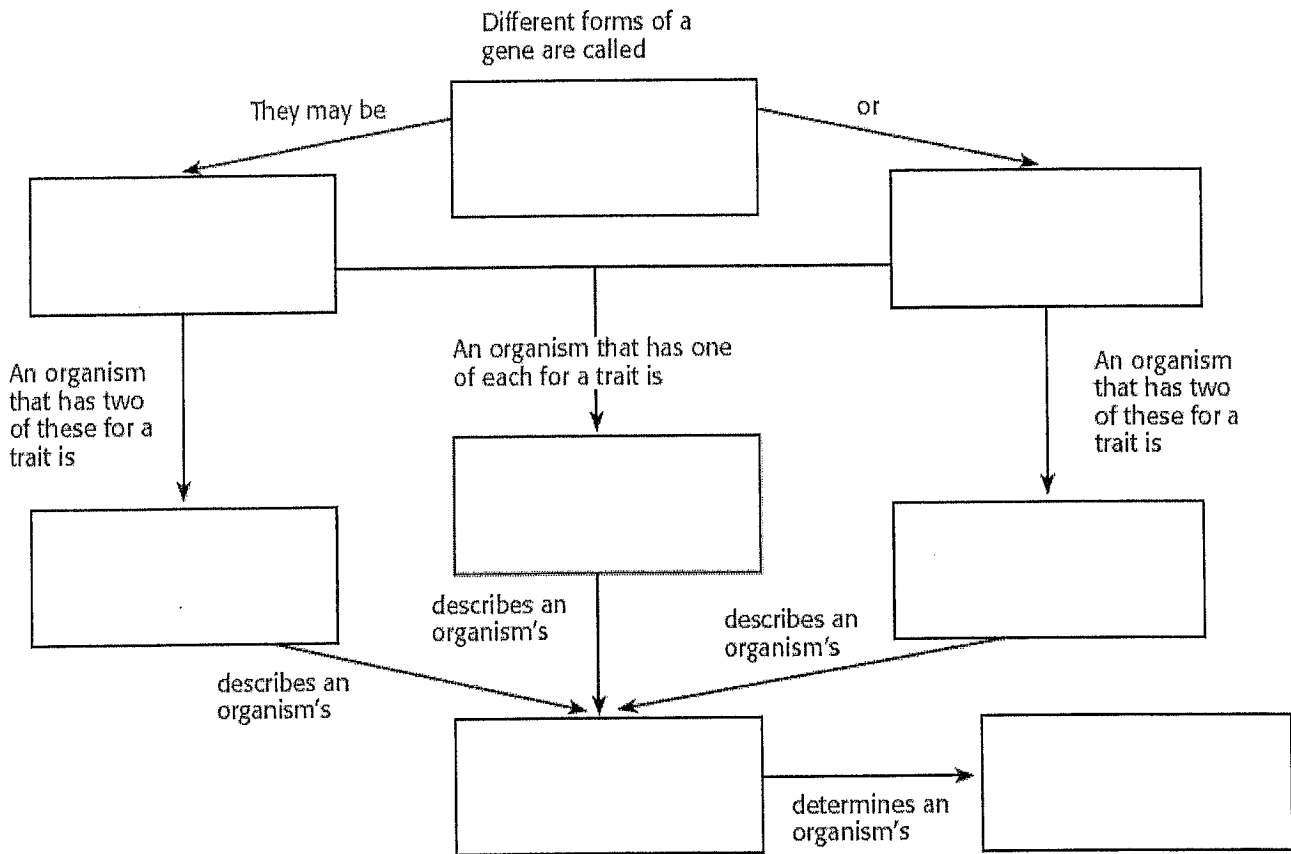 Different forms of a
gene are called
They may be
or
An organism
that has two
of these for a
trait is
An organism that has one
of each for a trait is
An organism
that has two
of these for a
trait is
describes an
organism's
describes an
organism's
describes an
organism's
determines an
organism's